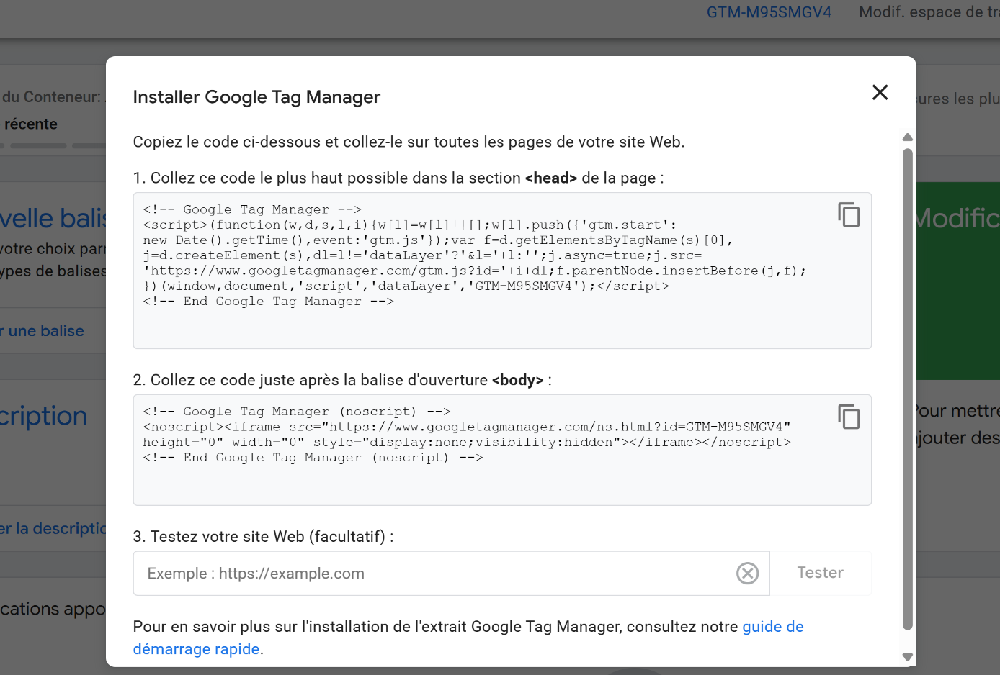 GTM-M95SMGV4 Modif. espace de tra
du Conteneur:
récente
ures les plu
velle balis
votre choix parm
ypes de balises
r une balise
Modific
cription
er la descriptio
cations appo
Pour mettre
ajouter des
Installer Google Tag Manager
Copiez le code ci-dessous et collez-le sur toutes les pages de votre site Web.
1. Collez ce code le plus haut possible dans la section <head> de la page :
<!-- Google Tag Manager -->
<script>(function(w,d,s,l,i){w[l]=w[l]||[];w[l].push({'gtm.start':
new Date().getTime(),event:'gtm.js'});var f=d.getElementsByTagName(s)[0],
j=d.createElement(s),dl=l!='dataLayer'?'&l='+l:'';j.async=true;j.src=
'https://www.googletagmanager.com/gtm.js?id='+i+dl;f.parentNode.insertBefore(j,f);
})(window,document,'script','dataLayer','GTM-M95SMGV4');</script>
<!-- End Google Tag Manager -->
2. Collez ce code juste après la balise d'ouverture <body> :
<!-- Google Tag Manager (noscript) -->
<noscript><iframe src="https://www.googletagmanager.com/ns.html?id=GTM-M95SMGV4"
height="0" width="0" style="display:none;visibility:hidden"></iframe></noscript>
<!-- End Google Tag Manager (noscript) -->
3. Testez votre site Web (facultatif) :
Exemple : https://example.com
Tester
Pour en savoir plus sur l'installation de l'extrait Google Tag Manager, consultez notre guide de
démarrage rapide.